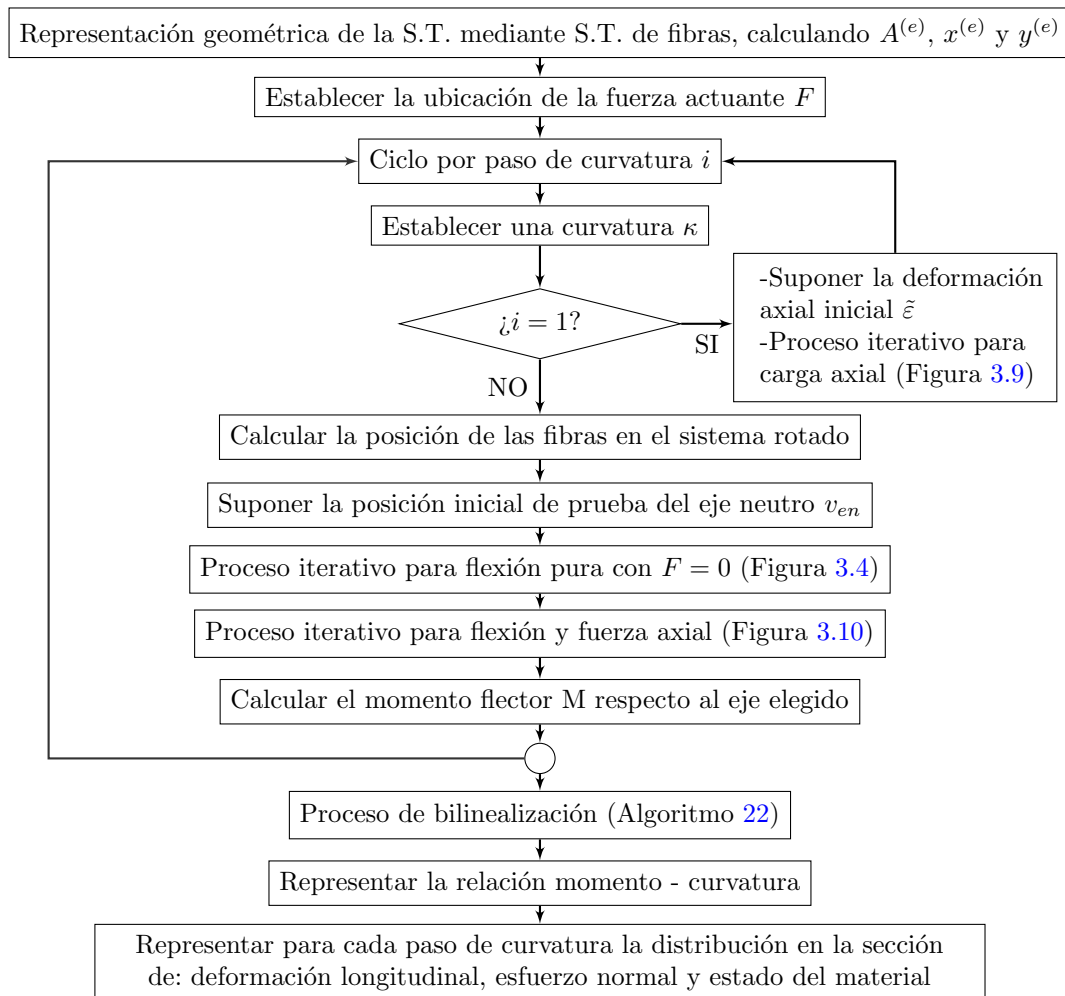 Representación geométrica de la S.T. mediante S.T. de fibras, calculando A^(e), x^(e) y y^(e)
Establecer la ubicación de la fuerza actuante F
Ciclo por paso de curvatura i
Establecer una curvatura κ
¿i = 1?
SI
-Suponer la deformación
axial inicial ε̃
-Proceso iterativo para
carga axial (Figura 3.9)
NO
Calcular la posición de las fibras en el sistema rotado
Suponer la posición inicial de prueba del eje neutro v_en
Proceso iterativo para flexión pura con F = 0 (Figura 3.4)
Proceso iterativo para flexión y fuerza axial (Figura 3.10)
Calcular el momento flector M respecto al eje elegido
Proceso de bilinealización (Algoritmo 22)
Representar la relación momento - curvatura
Representar para cada paso de curvatura la distribución en la sección
de: deformación longitudinal, esfuerzo normal y estado del material